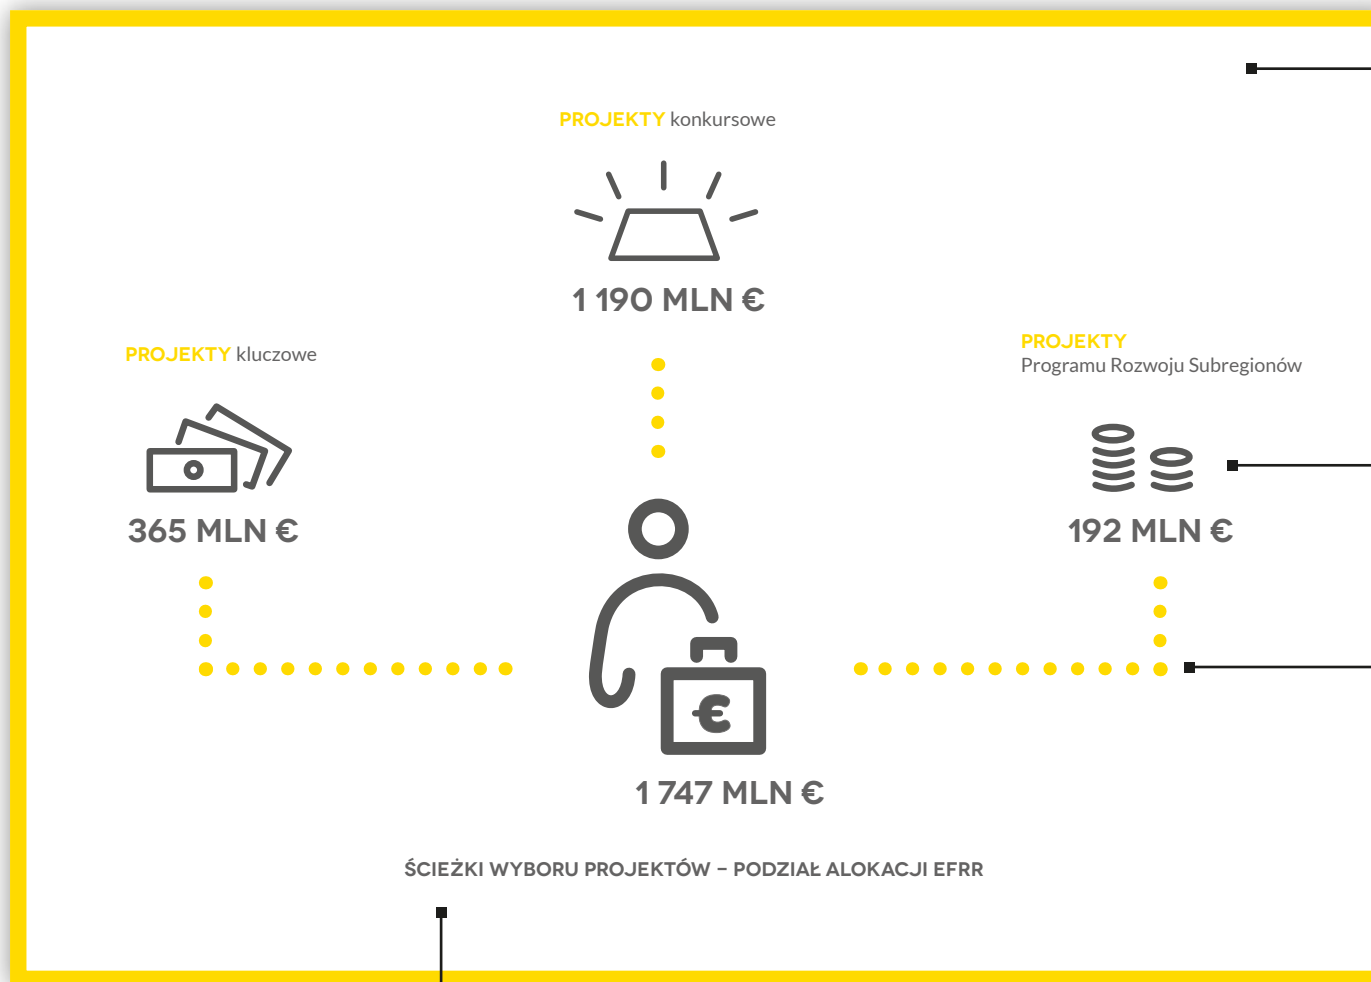 PROJEKTY konkursowe
1 190 MLN €
PROJEKTY kluczowe
365 MLN €
PROJEKTY
Programu Rozwoju Subregionów
192 MLN €
€
1 747 MLN €
ŚCIEŻKI WYBORU PROJEKTÓW – PODZIAŁ ALOKACJI EFRR